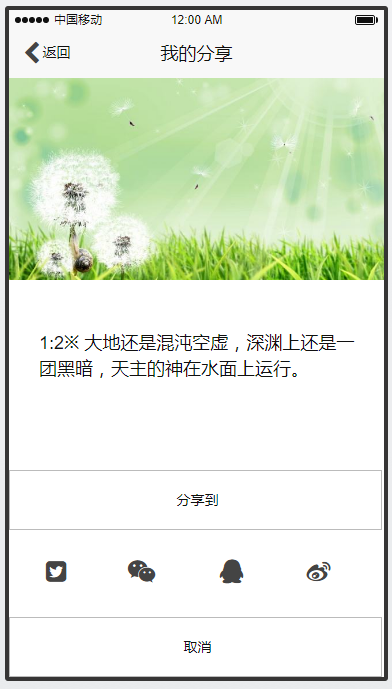 中国移动 12:00 AM
返回 我的分享
1:2※ 大地还是混沌空虚，深渊上还是一
团黑暗，天主的神在水面上运行。
分享到
取消